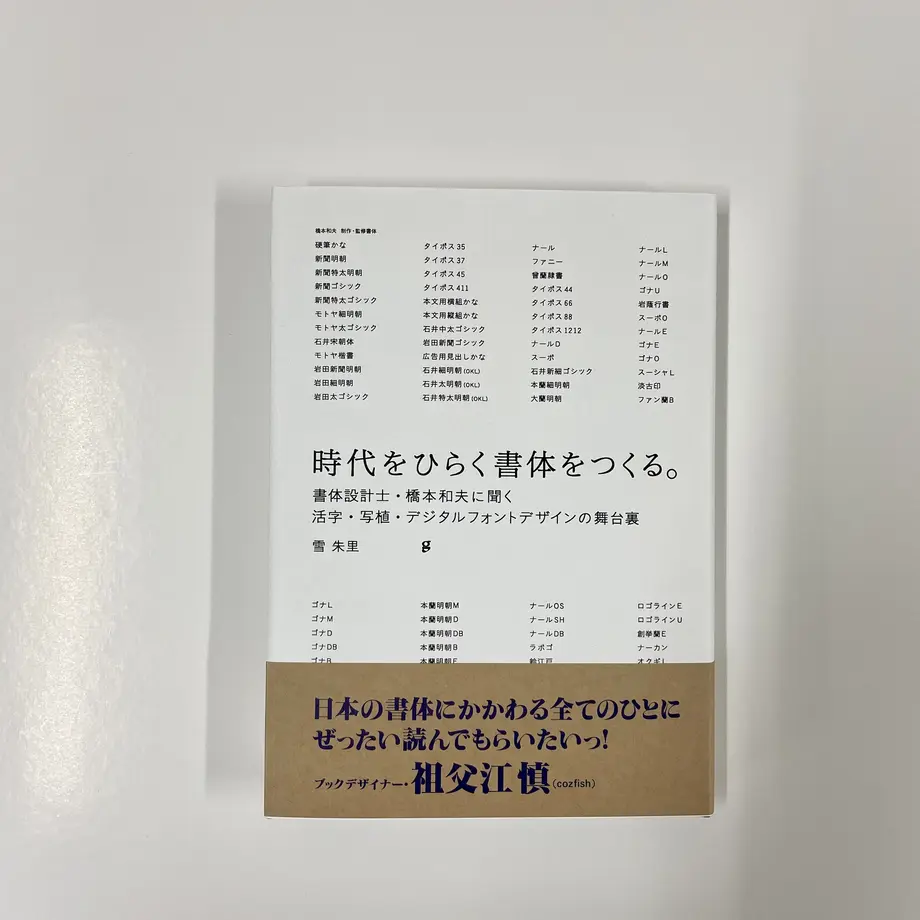 橋本和夫 制作・監修書体
硬筆かな
新聞明朝
新聞特太明朝
新聞ゴシック
新聞特太ゴシック
モトヤ細明朝
モトヤ太ゴシック
石井宋朝体
モトヤ楷書
岩田新聞明朝
岩田細明朝
岩田太ゴシック
タイポス35
タイポス37
タイポス45
タイポス411
本文用横組かな
本文用縦組かな
石井中太ゴシック
岩田新聞ゴシック
広告用見出しかな
石井細明朝(OKL)
石井太明朝(OKL)
石井特太明朝(OKL)
ナール
ファニー
曾蘭隷書
タイポス44
タイポス66
タイポス88
タイポス1212
ナールD
スーボ
石井新細ゴシック
本蘭細明朝
大蘭明朝
ナールL
ナールM
ナールO
ゴナU
岩蔭行書
スーボO
ナールE
ゴナE
ゴナO
スーシャL
淡古印
ファン蘭B
時代をひらく書体をつくる。
書体設計士・橋本和夫に聞く
活字・写植・デジタルフォントデザインの舞台裏
雪 朱里
g
ゴナL
ゴナM
ゴナD
ゴナDB
ゴナB
本蘭明朝M
本蘭明朝D
本蘭明朝DB
本蘭明朝B
本蘭明朝E
ナールOS
ナールSH
ナールDB
ラボゴ
鈴江戸
ロゴラインE
ロゴラインU
創挙蘭E
ナーカン
オクギL
日本の書体にかかわる全てのひとに
ぜったい読んでもらいたいっ!
ブックデザイナー・祖父江 慎(cozfish)